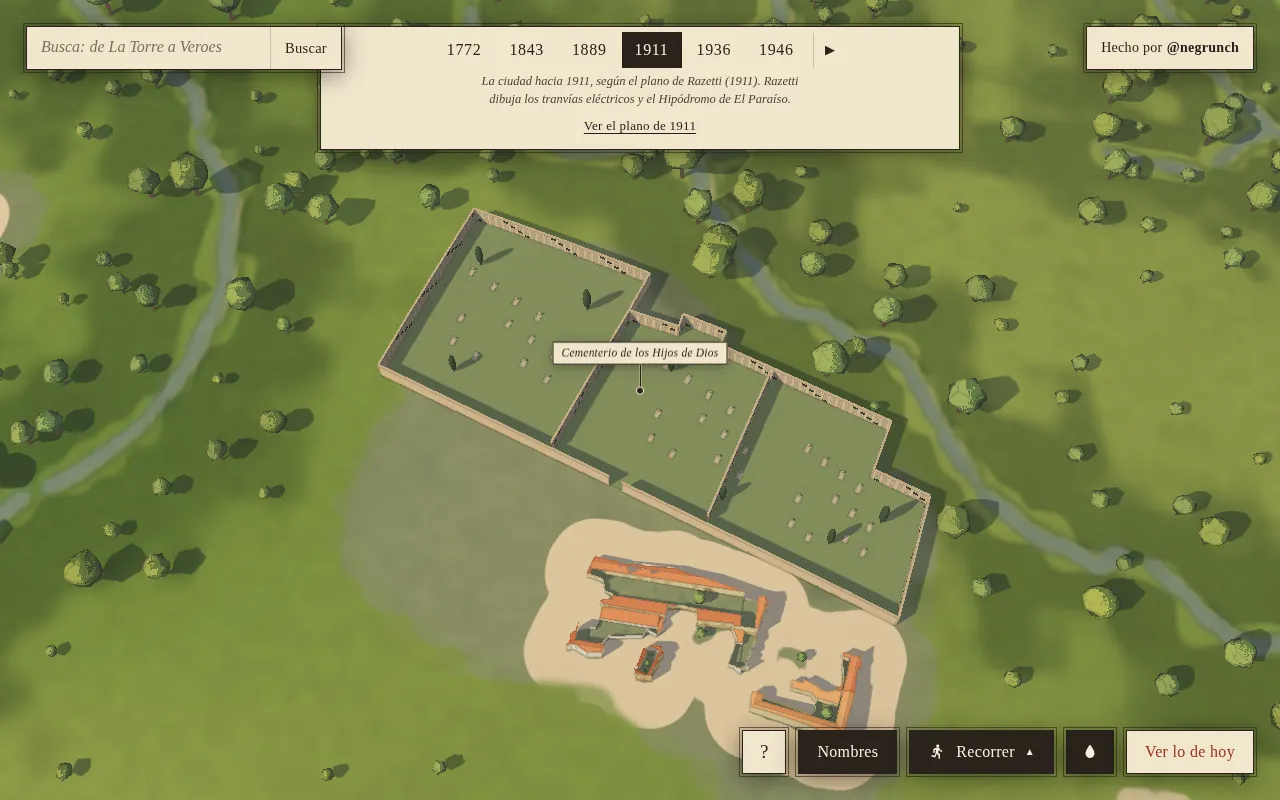 Busca: de La Torre a Veroes
Buscar
1772 1843 1889 1911 1936 1946
La ciudad hacia 1911, según el plano de Razetti (1911). Razetti
dibuja los tranvías eléctricos y el Hipódromo de El Paraíso.
Ver el plano de 1911
Hecho por @negrunch
Cementerio de los Hijos de Dios
?
Nombres
Recorrer
Ver lo de hoy